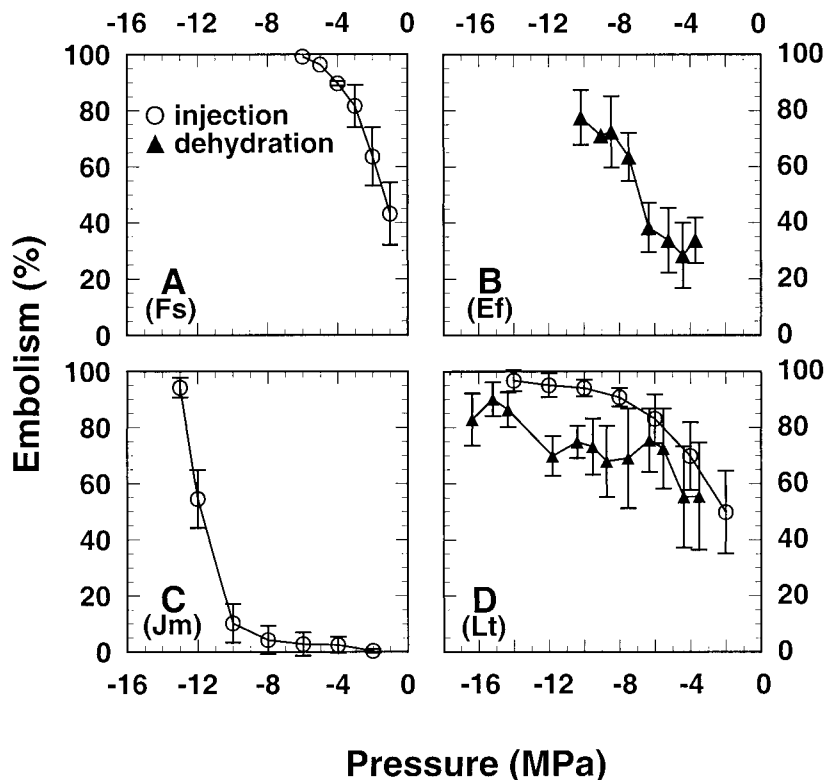 -16 -12 -8 -4 0 -16 -12 -8 -4 0
100 100
80 80
60 60
40 40
20 20
0 0
injection
dehydration
A
(Fs)
B
(Ef)
Embolism (%)
100 100
80 80
60 60
40 40
20 20
0 0
C
(Jm)
D
(Lt)
-16 -12 -8 -4 0 -16 -12 -8 -4 0
Pressure (MPa)